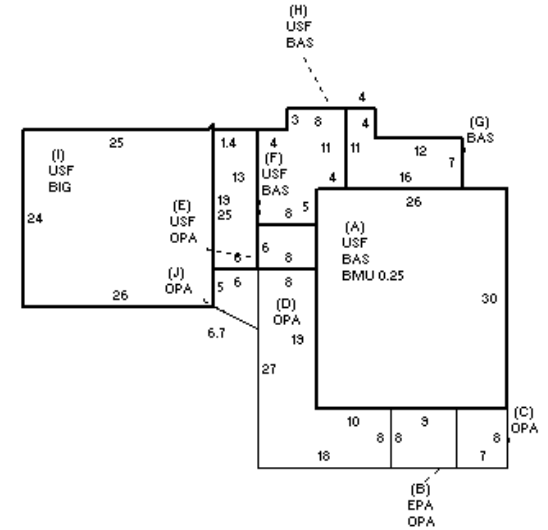 (H)
USF
BAS
4
3 8 4
(G)
BAS
25
1.4
4
11
11
12
7
(I)
USF
BIG
(F)
USF
BAS
13
4
16
24
19
25
(E)
USF
OPA
5
8
26
(A)
USF
BAS
BMU 0.25
6
6
8
(J)
OPA
5
6
8
26
(D)
OPA
30
6.7
19
27
10
9
8
8
8
(C)
OPA
18
7
(B)
EPA
OPA